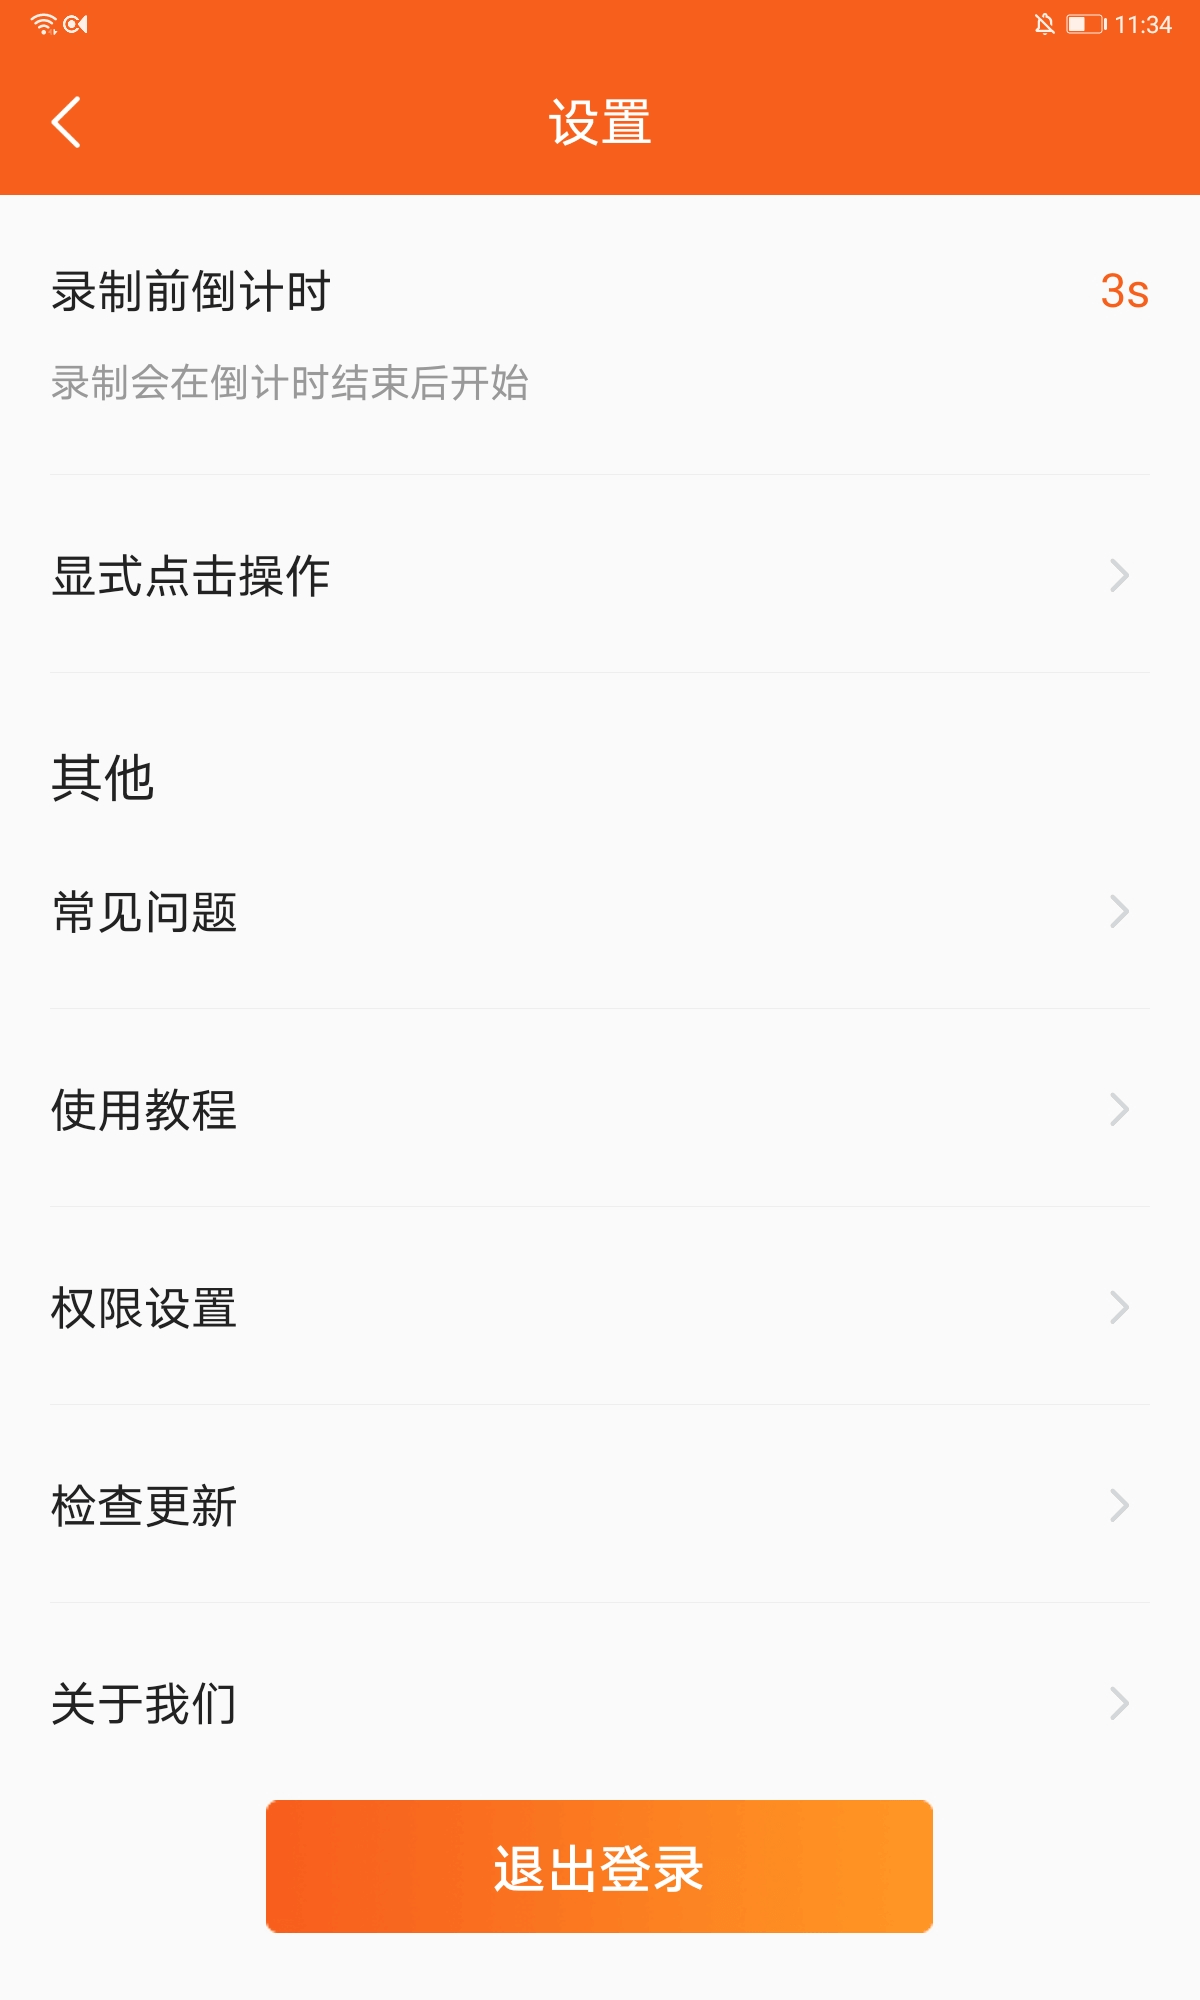 11:34
设置
录制前倒计时
3s
录制会在倒计时结束后开始
显式点击操作
其他
常见问题
使用教程
权限设置
检查更新
关于我们
退出登录